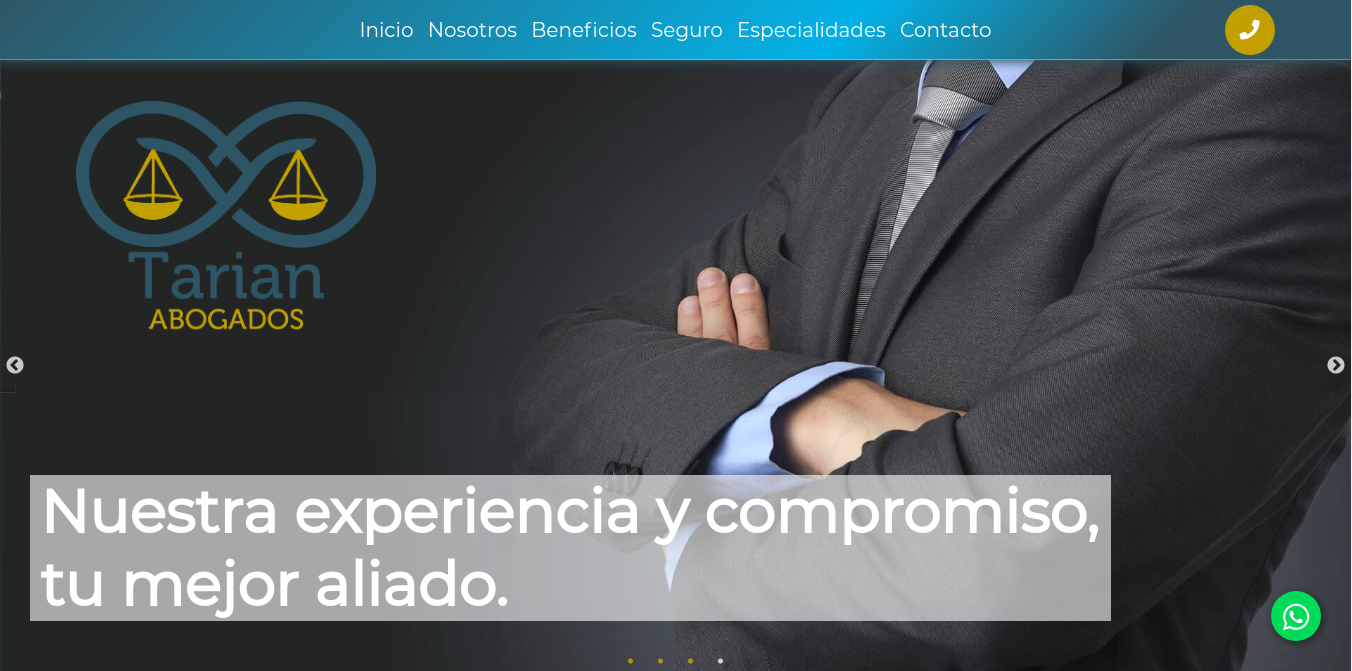 Inicio Nosotros Beneficios Seguro Especialidades Contacto
Tarian
ABOGADOS
Nuestra experiencia y compromiso,
tu mejor aliado.